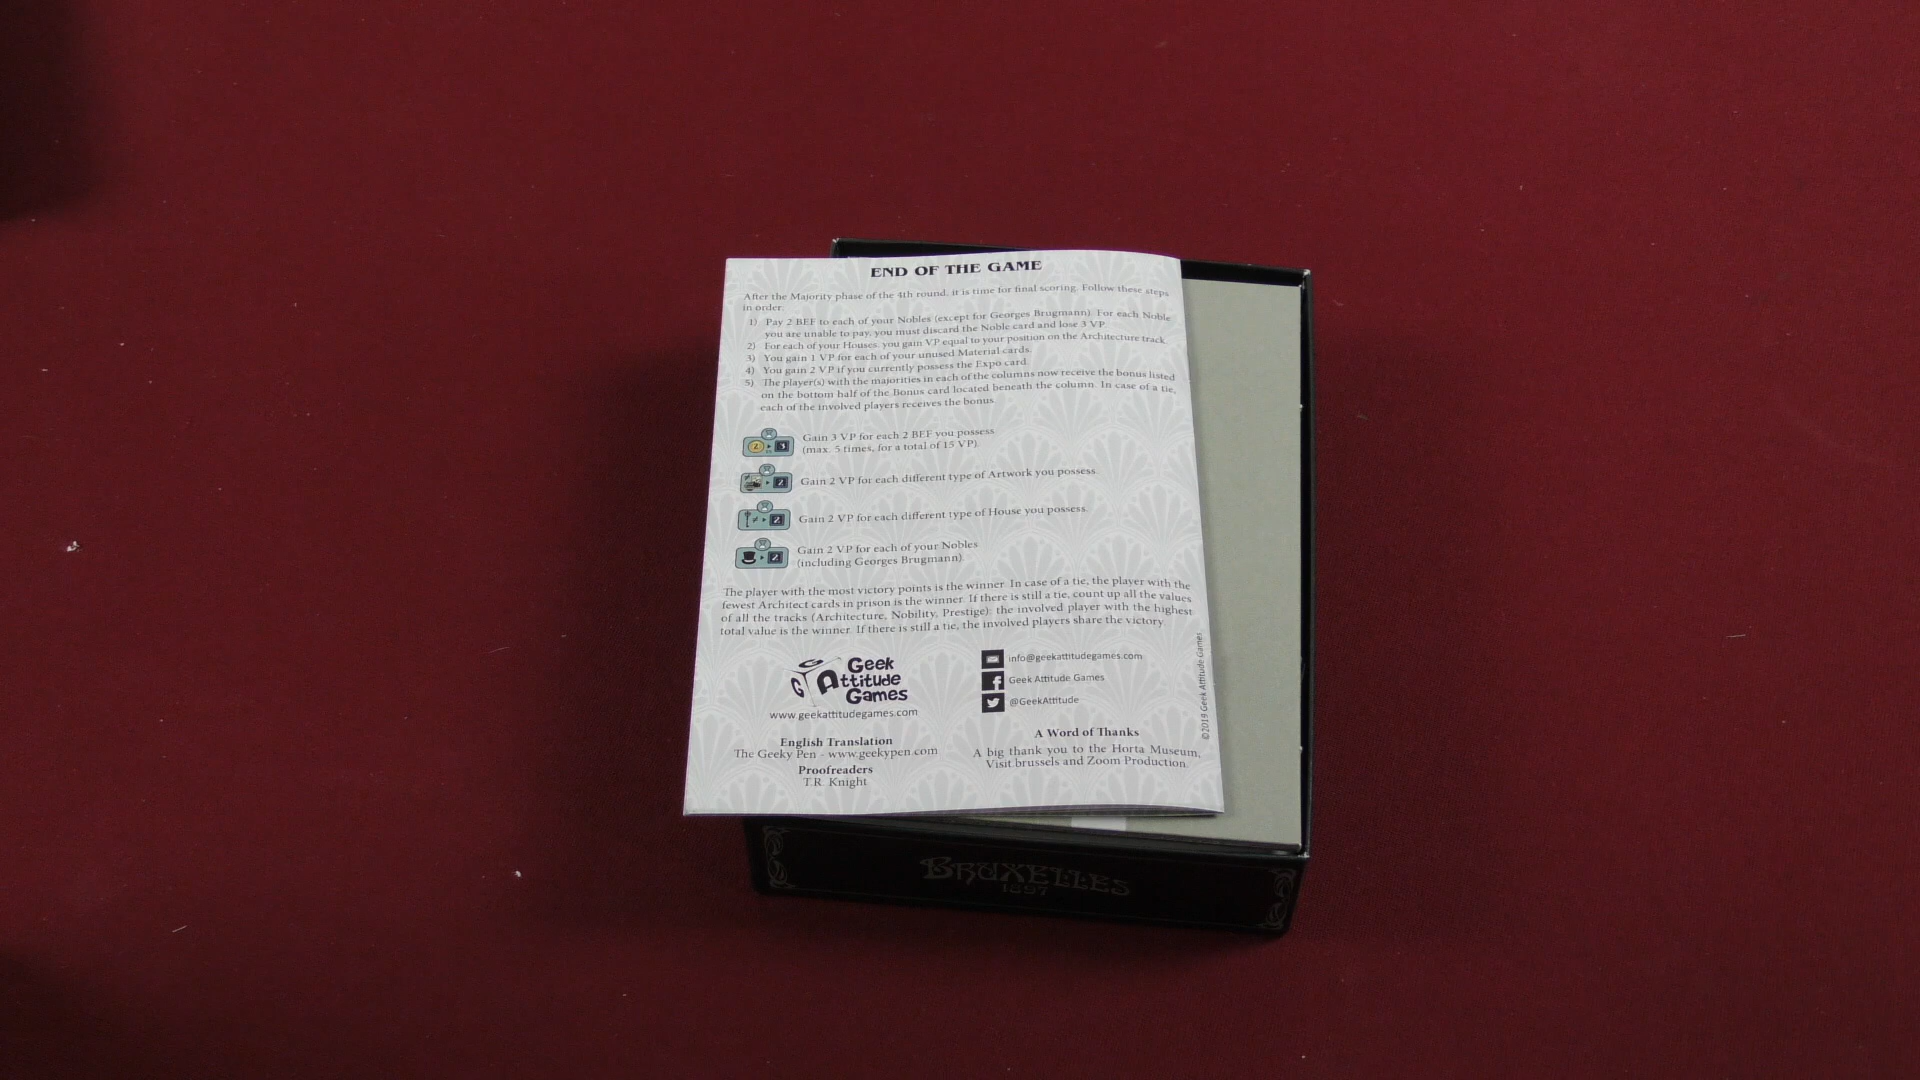 END OF THE GAME
After the Majority phase of the 4th round, it is time for final scoring. Follow these steps
in order:
1) Pay 2 BEF to each of your Nobles (except for Georges Brugmann). For each Noble
you are unable to pay, you must discard the Noble card and lose 3 VP.
2) For each of your Houses, you gain VP equal to your position on the Architecture track.
3) You gain 1 VP for each of your unused Material cards.
4) You gain 2 VP if you currently possess the Expo card.
5) The player(s) with the majorities in each of the columns now receive the bonus listed
on the bottom half of the Bonus card located beneath the column. In case of a tie,
each of the involved players receives the bonus.
2 3
Gain 3 VP for each 2 BEF you possess
(max. 5 times, for a total of 15 VP).
2
Gain 2 VP for each different type of Artwork you possess.
≠ 2
Gain 2 VP for each different type of House you possess.
2
Gain 2 VP for each of your Nobles
(including Georges Brugmann).
The player with the most victory points is the winner. In case of a tie, the player with the
fewest Architect cards in prison is the winner. If there is still a tie, count up all the values
of all the tracks (Architecture, Nobility, Prestige): the involved player with the highest
total value is the winner. If there is still a tie, the involved players share the victory.
Geek
Attitude
Games
www.geekattitudegames.com
info@geekattitudegames.com
Geek Attitude Games
@GeekAttitude
©2019 Geek Attitude Games
English Translation
The Geeky Pen - www.geekypen.com
Proofreaders
T.R. Knight
A Word of Thanks
A big thank you to the Horta Museum,
Visit.brussels and Zoom Production.
BRUXELLES
1897